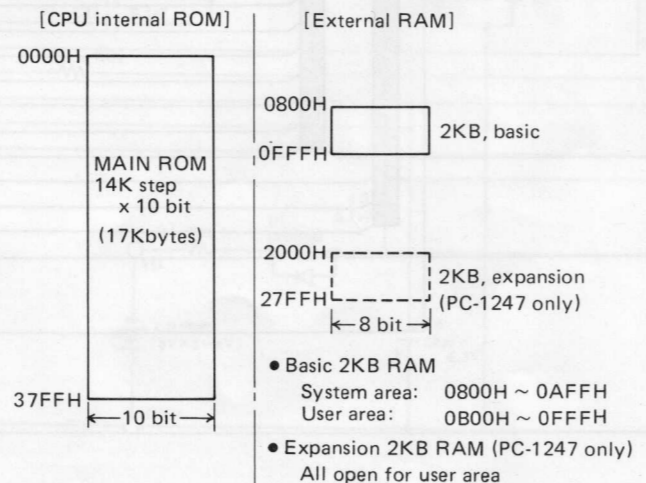 [CPU internal ROM]
0000H
MAIN ROM
14K step
x 10 bit
(17Kbytes)
37FFH
10 bit
[External RAM]
0800H
2KB, basic
0FFFH
2000H
2KB, expansion
(PC-1247 only)
27FFH
8 bit
● Basic 2KB RAM
System area: 0800H ~ 0AFFH
User area: 0B00H ~ 0FFFH
● Expansion 2KB RAM (PC-1247 only)
All open for user area